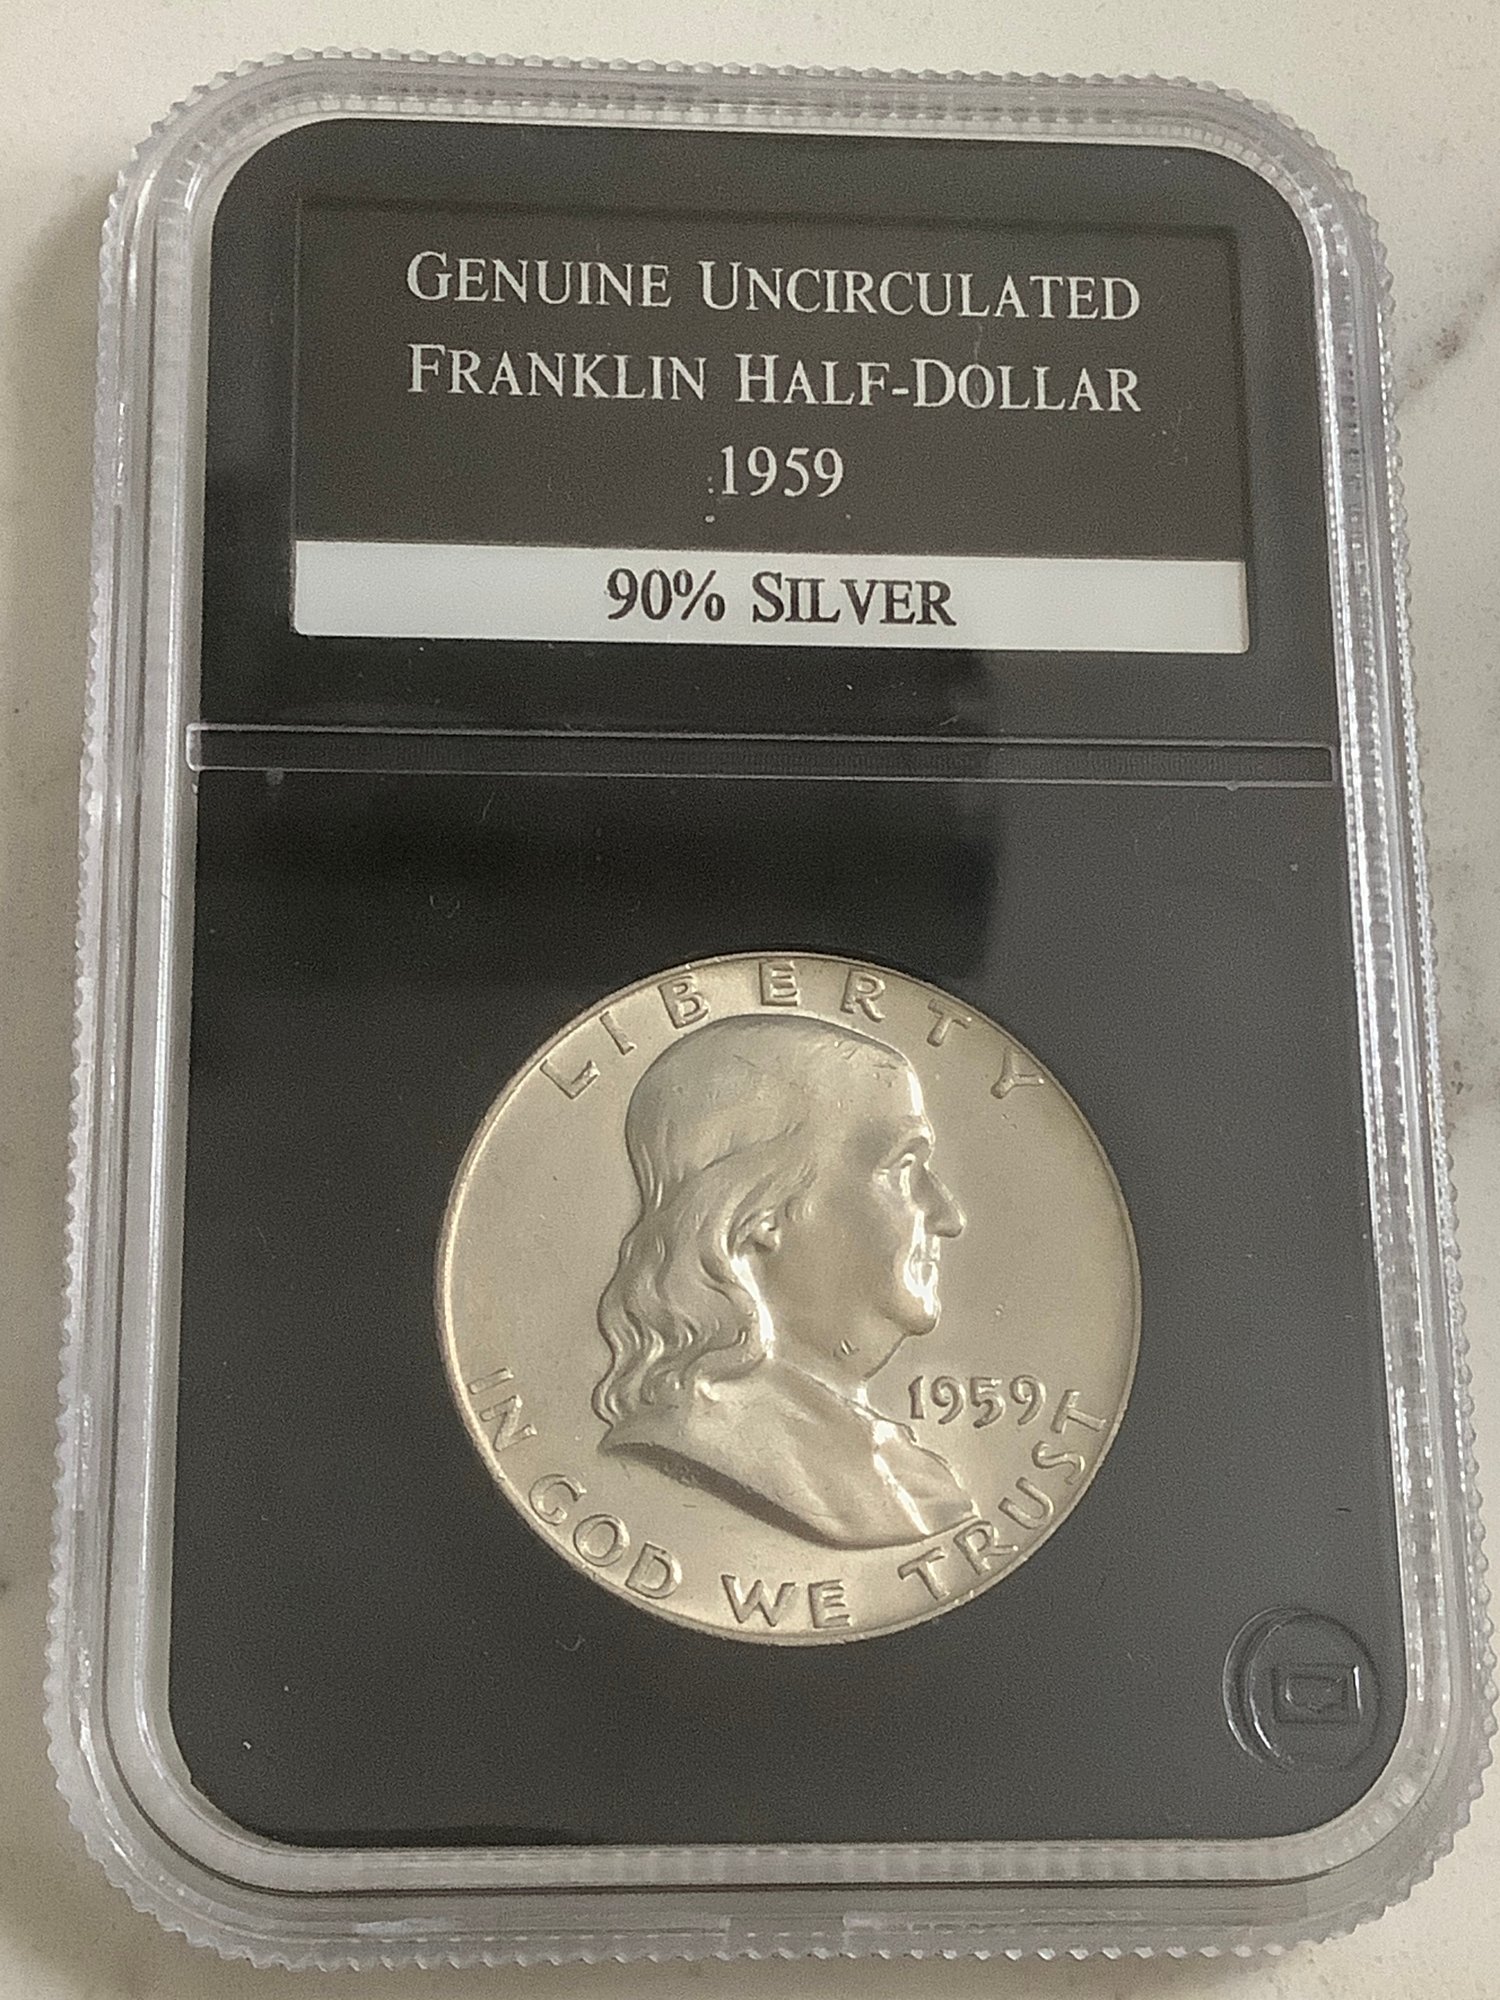 GENUINE UNCIRCULATED
FRANKLIN HALF-DOLLAR
1959
90% SILVER
LIBERTY
1959
IN GOD WE TRUST